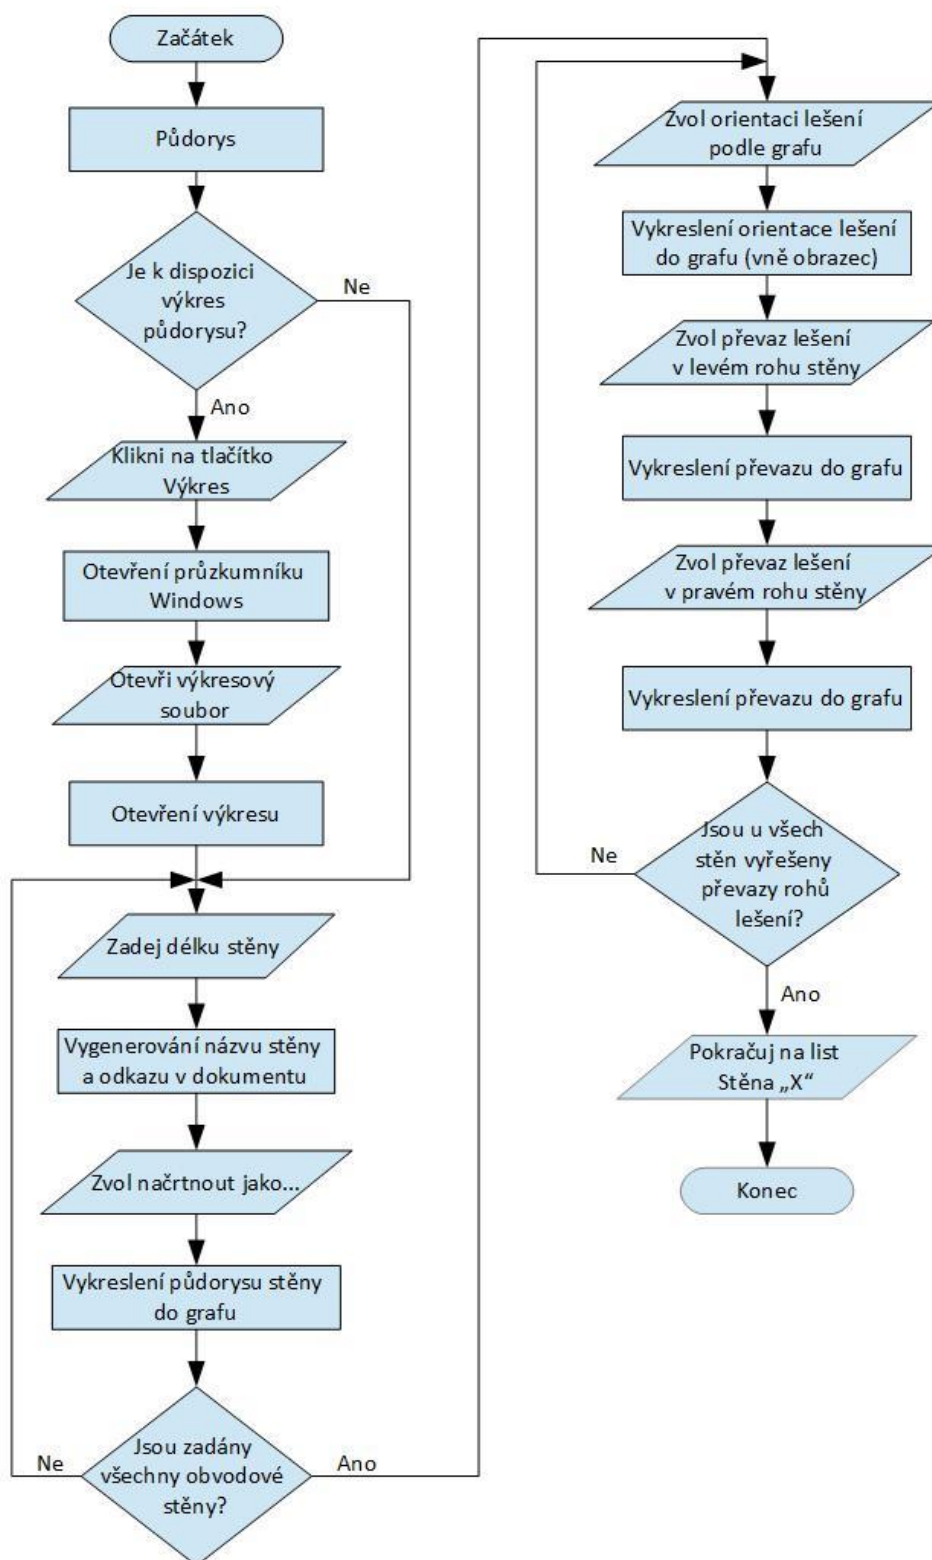 Začátek
Půdorys
Je k dispozici
výkres
půdorysu?
Ne
Ano
Klikni na tlačítko
Výkres
Otevření průzkumníku
Windows
Otevři výkresový
soubor
Otevření výkresu
Zadej délku stěny
Vygenerování názvu stěny
a odkazu v dokumentu
Zvol načrtnout jako...
Vykreslení půdorysu stěny
do grafu
Jsou zadány
všechny obvodové
stěny?
Ne
Ano
Zvol orientaci lešení
podle grafu
Vykreslení orientace lešení
do grafu (vně obrazec)
Zvol převaz lešení
v levém rohu stěny
Vykreslení převazu do grafu
Zvol převaz lešení
v pravém rohu stěny
Vykreslení převazu do grafu
Jsou u všech
stěn vyřešeny
převazy rohů
lešení?
Ne
Ano
Pokračuj na list
Stěna „X“
Konec